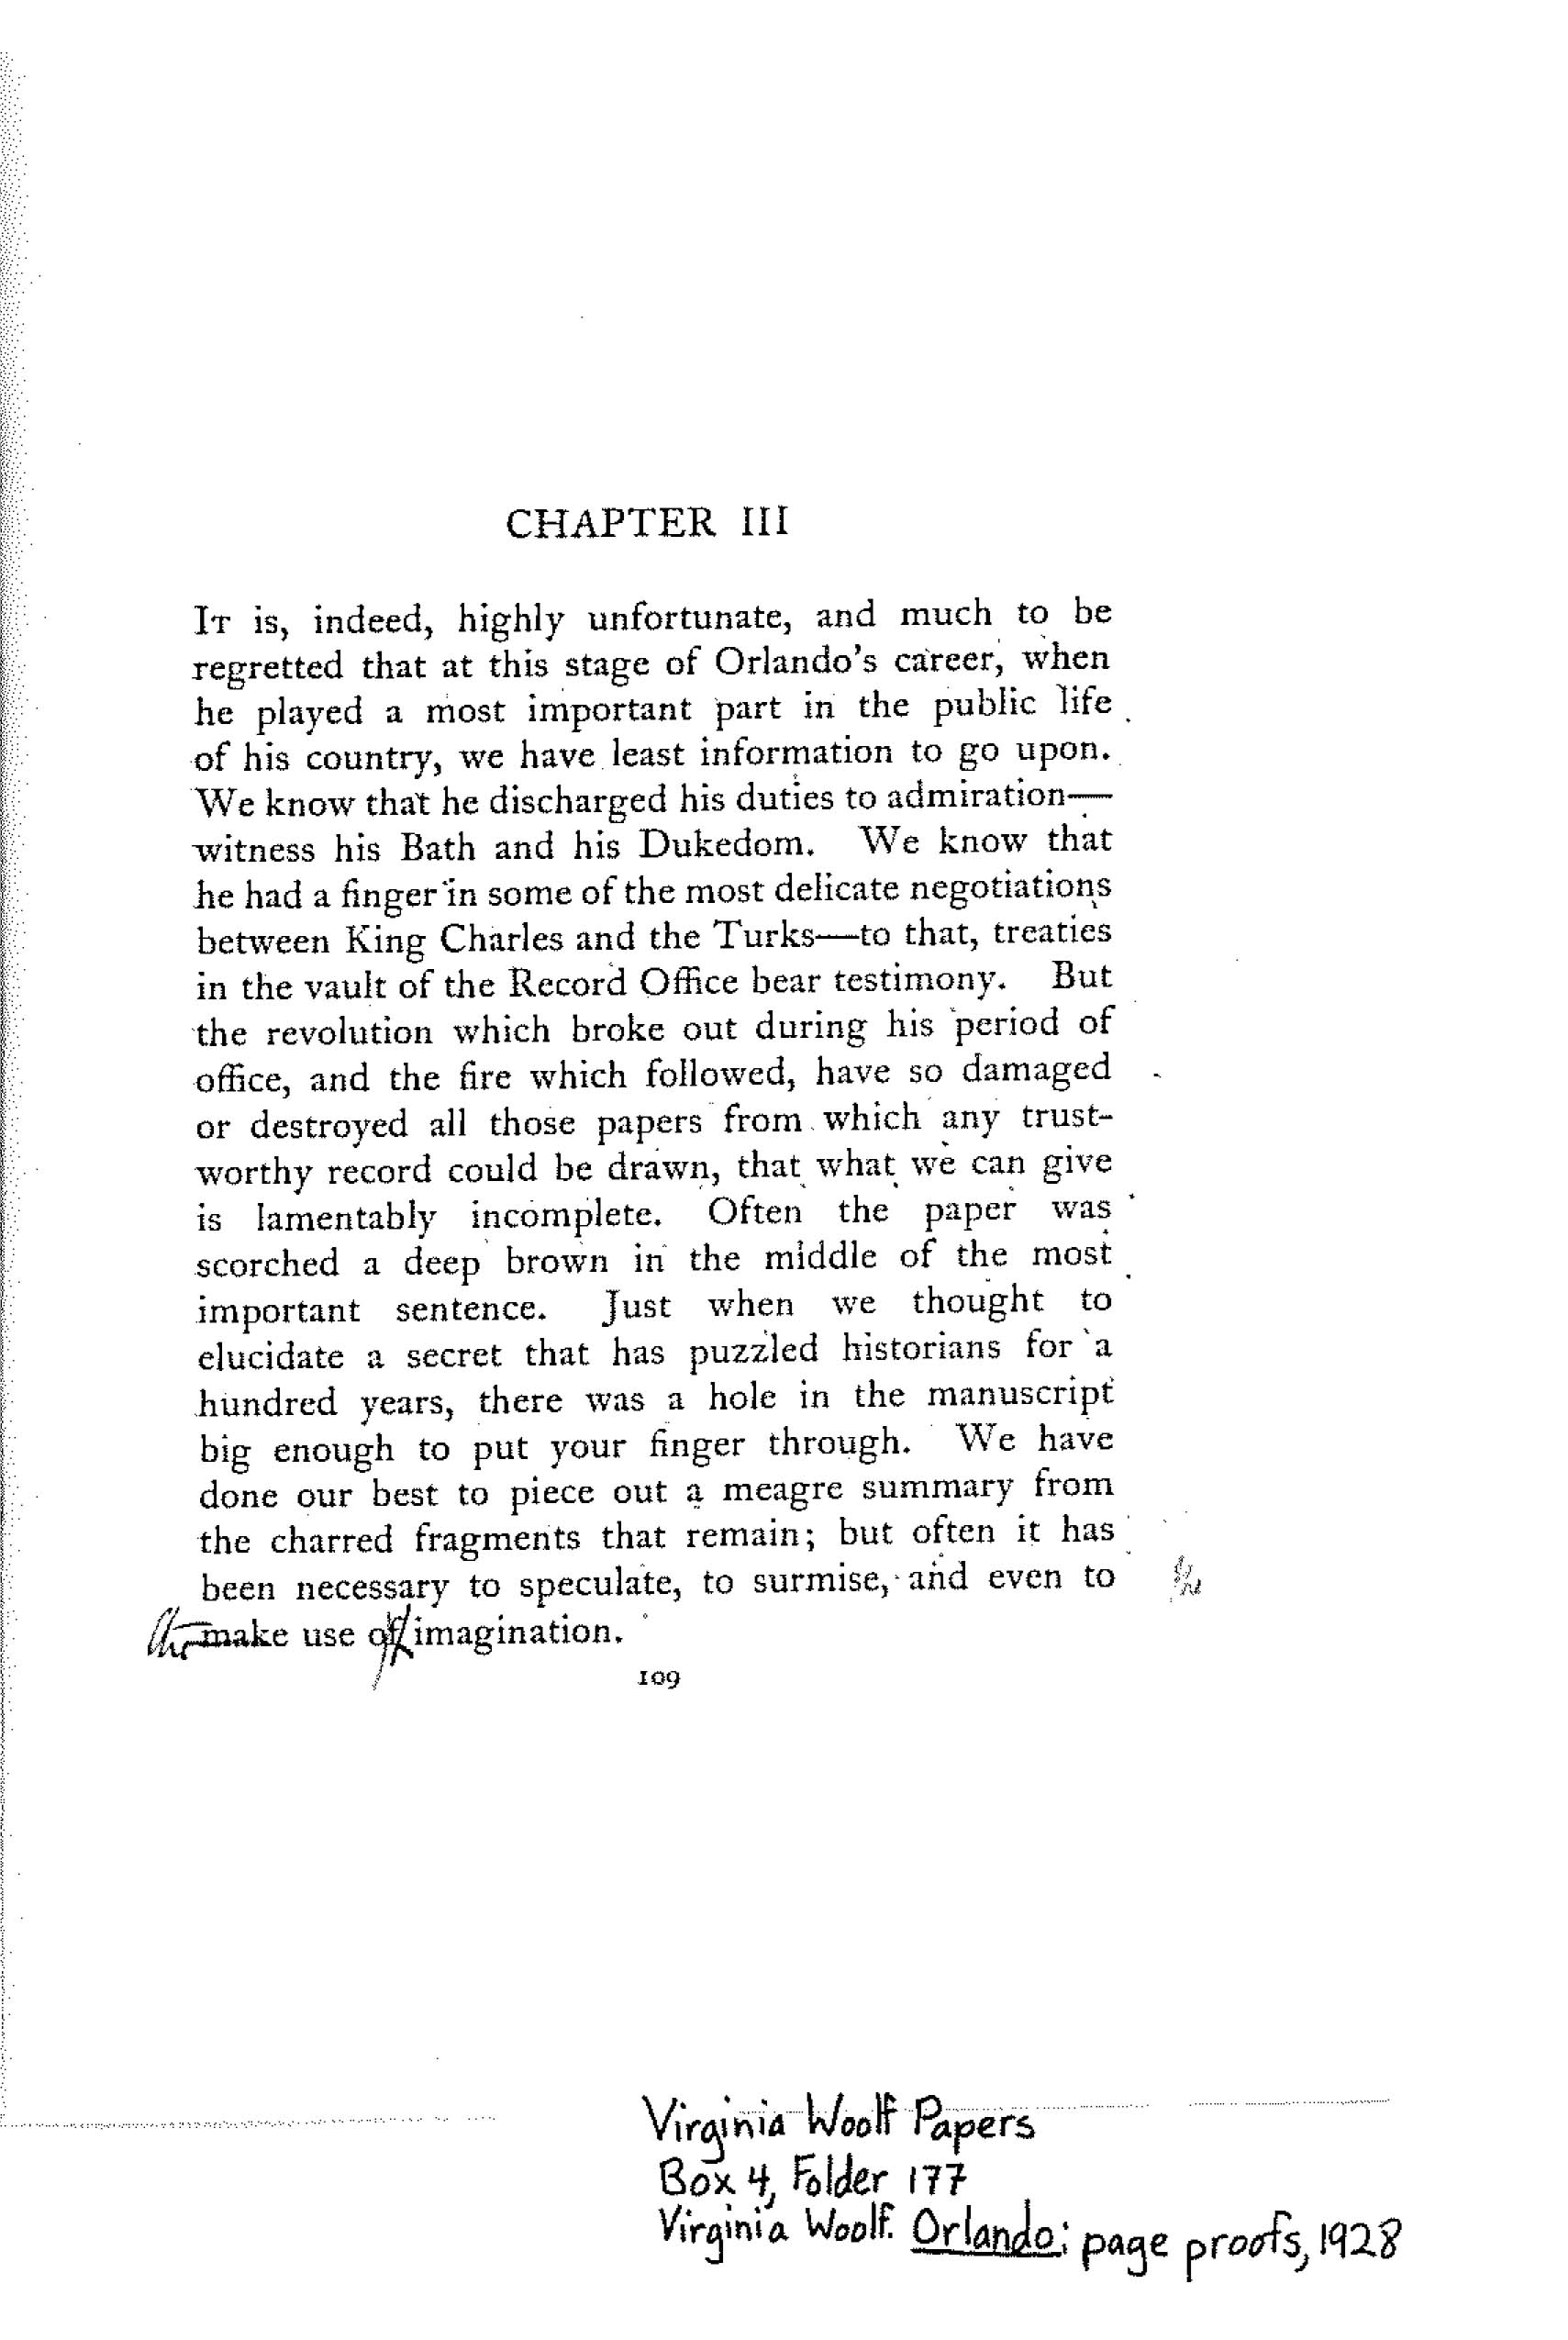 CHAPTER III
IT is, indeed, highly unfortunate, and much to be
regretted that at this stage of Orlando's career, when
he played a most important part in the public life
of his country, we have least information to go upon.
We know that he discharged his duties to admiration—
witness his Bath and his Dukedom. We know that
he had a finger in some of the most delicate negotiations
between King Charles and the Turks—to that, treaties
in the vault of the Record Office bear testimony. But
the revolution which broke out during his period of
office, and the fire which followed, have so damaged
or destroyed all those papers from which any trust-
worthy record could be drawn, that what we can give
is lamentably incomplete. Often the paper was
scorched a deep brown in the middle of the most
important sentence. Just when we thought to
elucidate a secret that has puzzled historians for a
hundred years, there was a hole in the manuscript
big enough to put your finger through. We have
done our best to piece out a meagre summary from
the charred fragments that remain; but often it has
been necessary to speculate, to surmise, and even to
the make use of imagination.
109
Virginia Woolf Papers
Box 4, Folder 177
Virginia Woolf. Orlando: page proofs, 1928